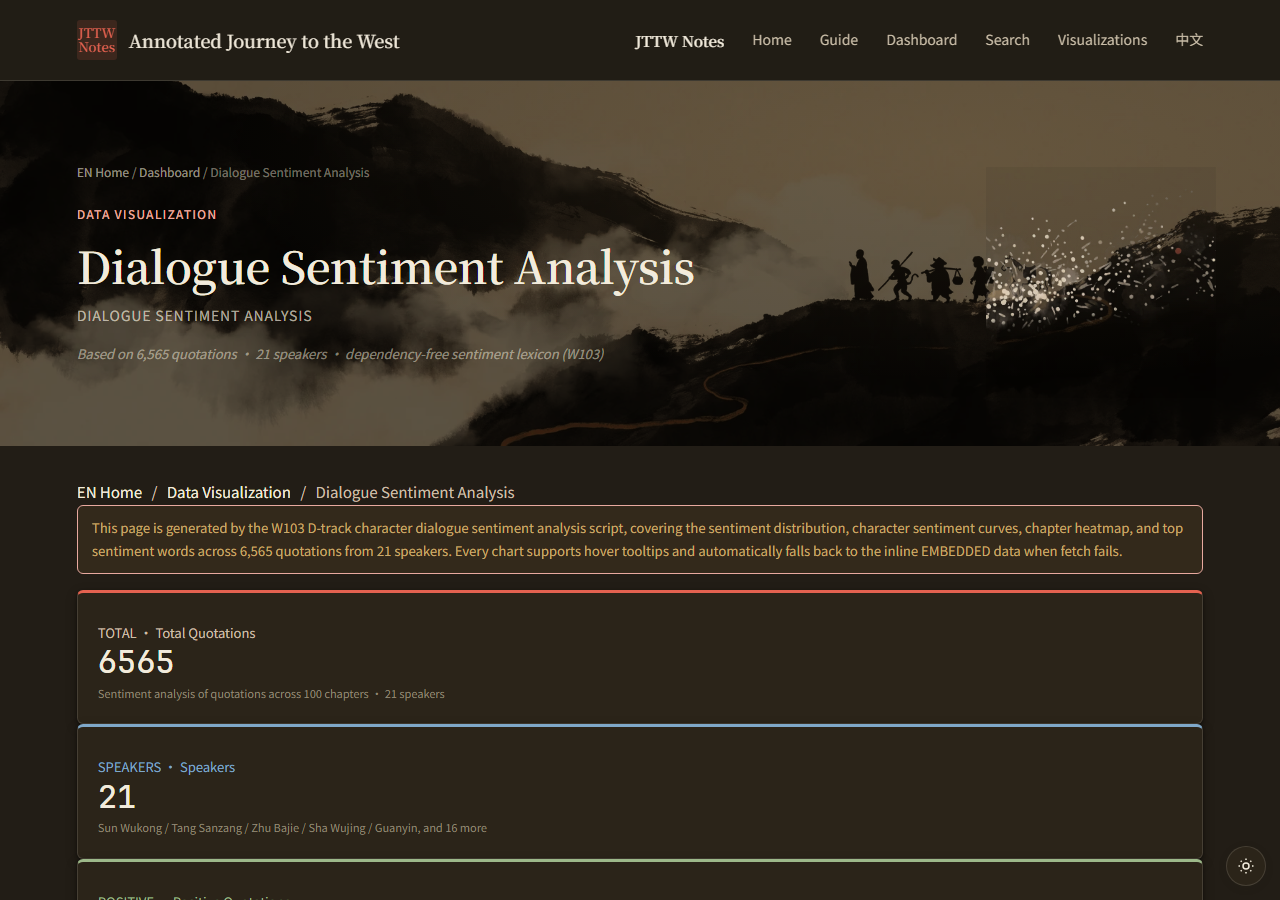 JTTW
Notes
Annotated Journey to the West
JTTW Notes
Home
Guide
Dashboard
Search
Visualizations
中文
EN Home / Dashboard / Dialogue Sentiment Analysis
DATA VISUALIZATION
Dialogue Sentiment Analysis
DIALOGUE SENTIMENT ANALYSIS
Based on 6,565 quotations · 21 speakers · dependency-free sentiment lexicon (W103)
EN Home / Data Visualization / Dialogue Sentiment Analysis
This page is generated by the W103 D-track character dialogue sentiment analysis script, covering the sentiment distribution, character sentiment curves, chapter heatmap, and top
sentiment words across 6,565 quotations from 21 speakers. Every chart supports hover tooltips and automatically falls back to the inline EMBEDDED data when fetch fails.
TOTAL · Total Quotations
6565
Sentiment analysis of quotations across 100 chapters · 21 speakers
SPEAKERS · Speakers
21
Sun Wukong / Tang Sanzang / Zhu Bajie / Sha Wujing / Guanyin, and 16 more